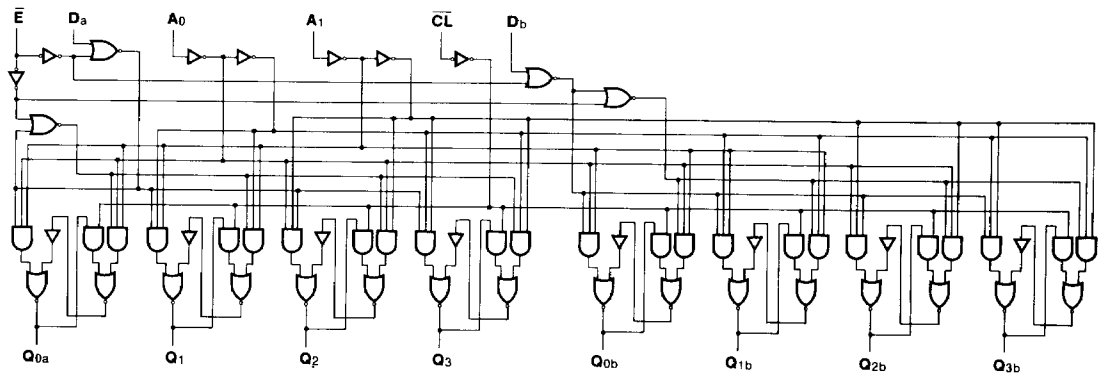 E̅ Da A0 A1 C̅L̅ Db
Q0a Q1 Q2 Q3 Q0b Q1b Q2b Q3b